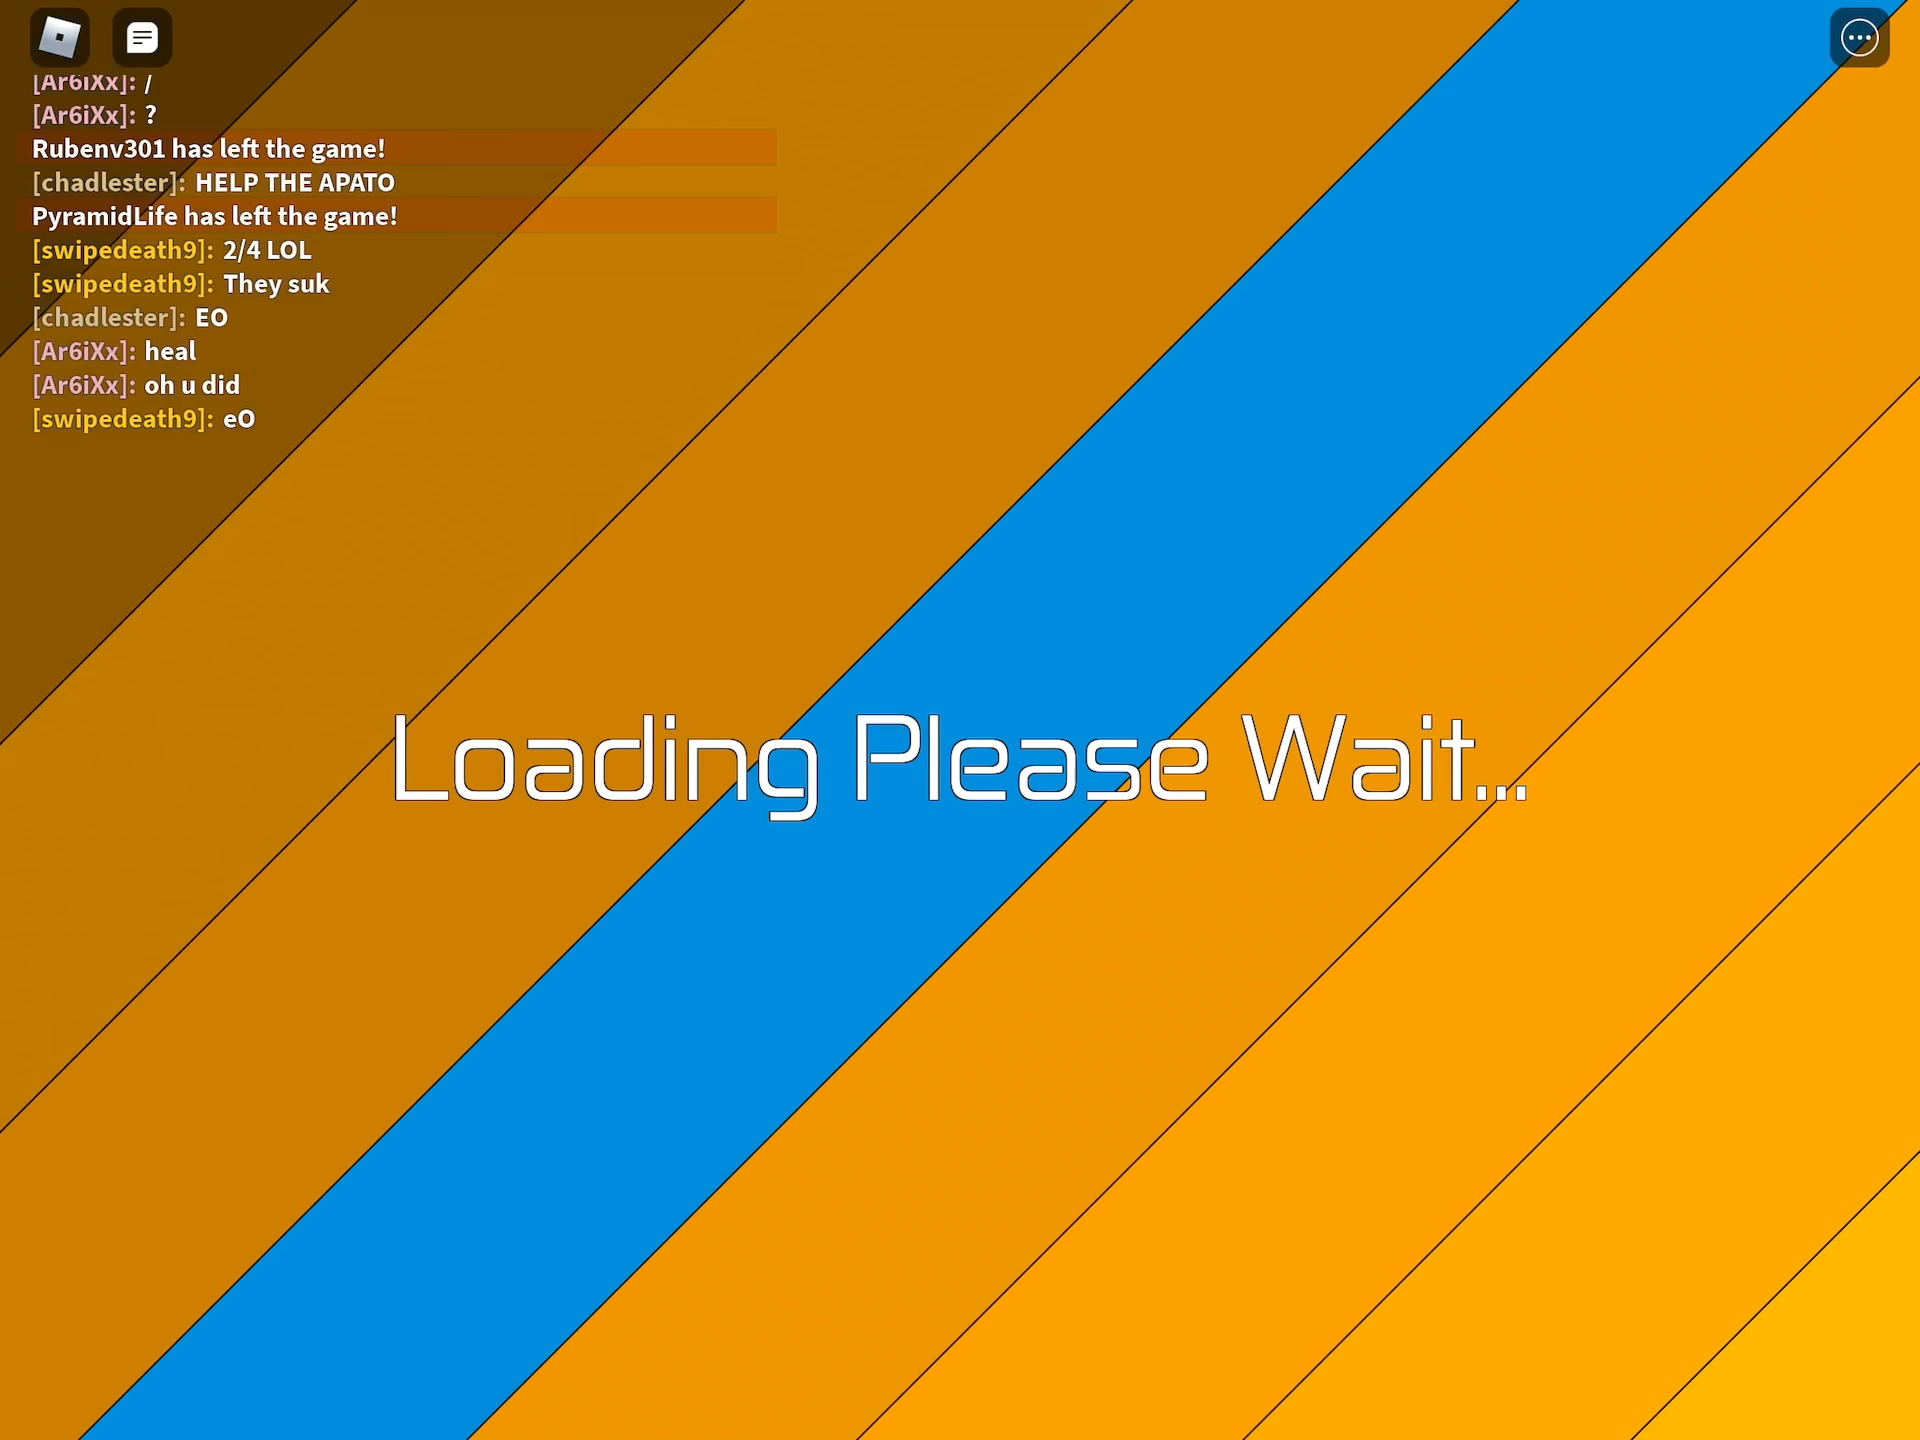 [Ar6iXx]: /
[Ar6iXx]: ?
Rubenv301 has left the game!
[chadlester]: HELP THE APATO
PyramidLife has left the game!
[swipedeath9]: 2/4 LOL
[swipedeath9]: They suk
[chadlester]: EO
[Ar6iXx]: heal
[Ar6iXx]: oh u did
[swipedeath9]: eO
Loading Please Wait...